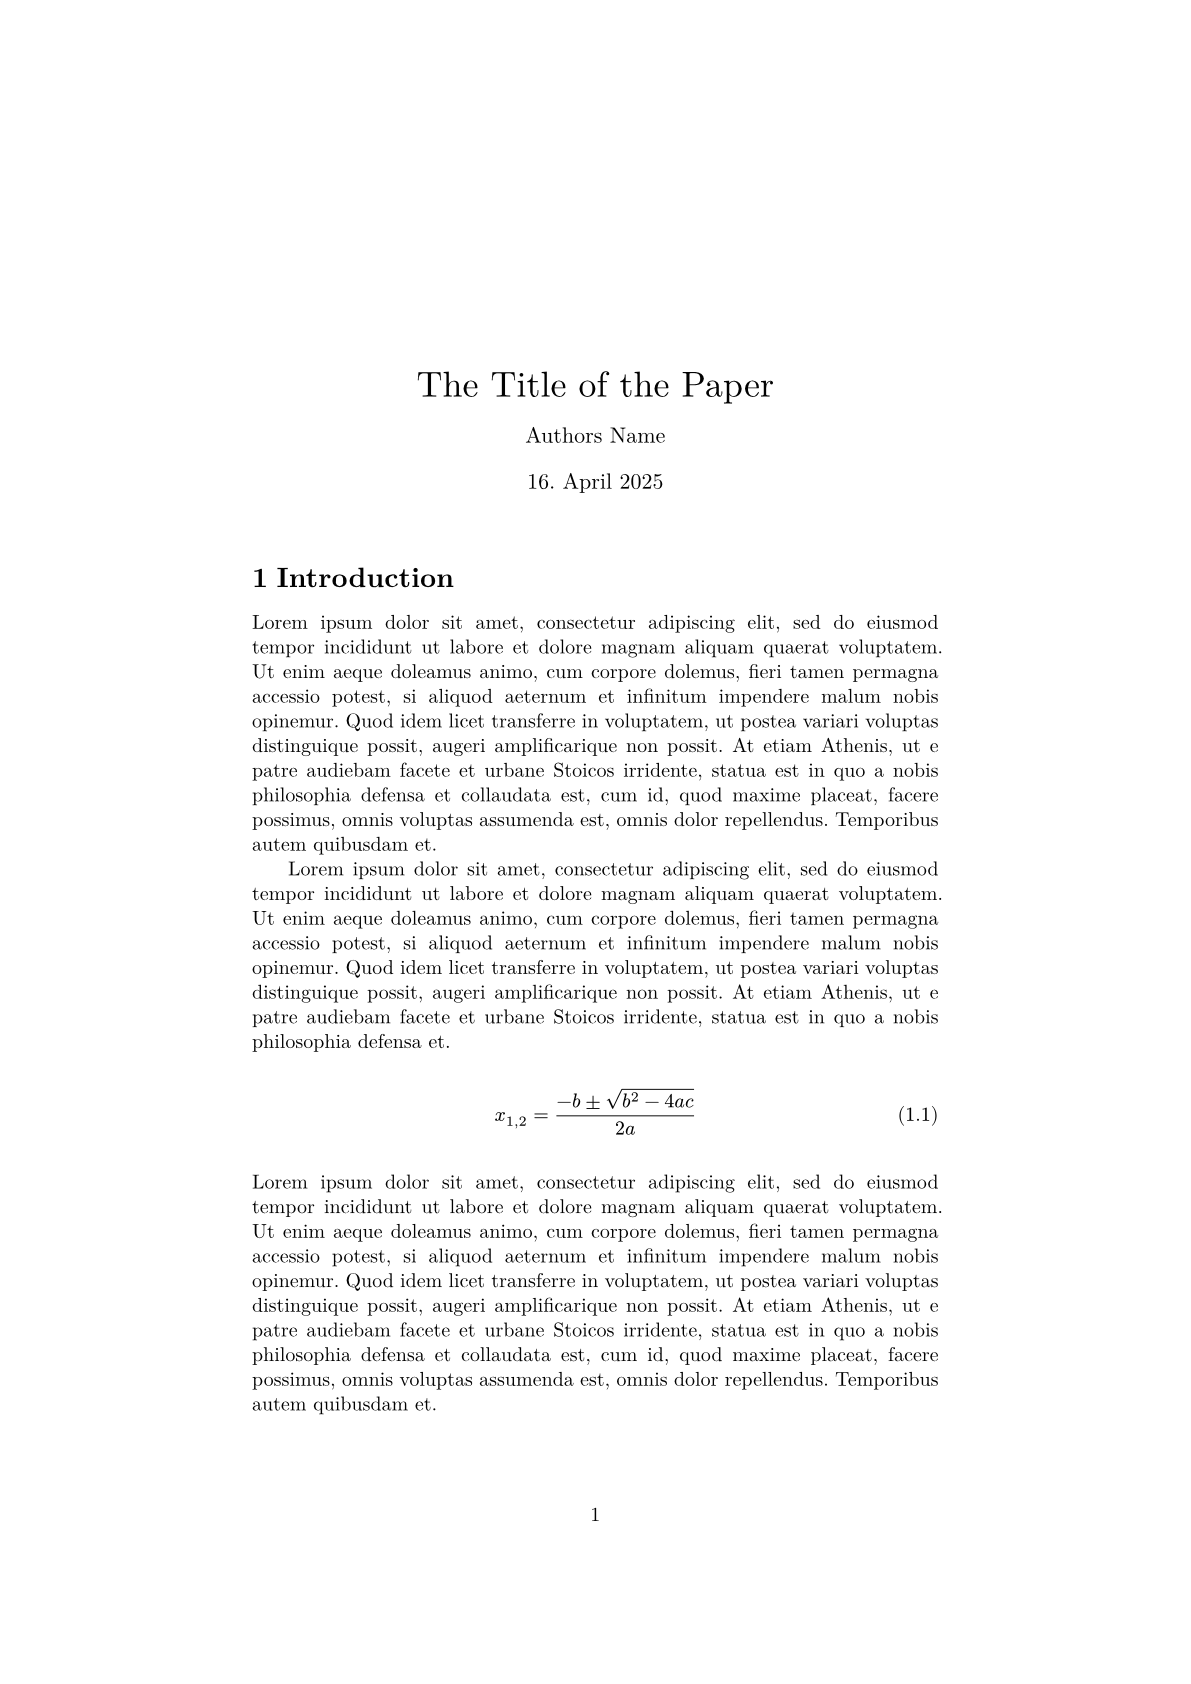 The Title of the Paper
Authors Name
16. April 2025
1 Introduction
Lorem ipsum dolor sit amet, consectetur adipiscing elit, sed do eiusmod
tempor incididunt ut labore et dolore magnam aliquam quaerat voluptatem.
Ut enim aeque doleamus animo, cum corpore dolemus, fieri tamen permagna
accessio potest, si aliquod aeternum et infinitum impendere malum nobis
opinemur. Quod idem licet transferre in voluptatem, ut postea variari voluptas
distinguique possit, augeri amplificarique non possit. At etiam Athenis, ut e
patre audiebam facete et urbane Stoicos irridente, statua est in quo a nobis
philosophia defensa et collaudata est, cum id, quod maxime placeat, facere
possimus, omnis voluptas assumenda est, omnis dolor repellendus. Temporibus
autem quibusdam et.
Lorem ipsum dolor sit amet, consectetur adipiscing elit, sed do eiusmod
tempor incididunt ut labore et dolore magnam aliquam quaerat voluptatem.
Ut enim aeque doleamus animo, cum corpore dolemus, fieri tamen permagna
accessio potest, si aliquod aeternum et infinitum impendere malum nobis
opinemur. Quod idem licet transferre in voluptatem, ut postea variari voluptas
distinguique possit, augeri amplificarique non possit. At etiam Athenis, ut e
patre audiebam facete et urbane Stoicos irridente, statua est in quo a nobis
philosophia defensa et.
x_{1,2} = \frac{-b ± \sqrt{b^2 - 4ac}}{2a} (1.1)
Lorem ipsum dolor sit amet, consectetur adipiscing elit, sed do eiusmod
tempor incididunt ut labore et dolore magnam aliquam quaerat voluptatem.
Ut enim aeque doleamus animo, cum corpore dolemus, fieri tamen permagna
accessio potest, si aliquod aeternum et infinitum impendere malum nobis
opinemur. Quod idem licet transferre in voluptatem, ut postea variari voluptas
distinguique possit, augeri amplificarique non possit. At etiam Athenis, ut e
patre audiebam facete et urbane Stoicos irridente, statua est in quo a nobis
philosophia defensa et collaudata est, cum id, quod maxime placeat, facere
possimus, omnis voluptas assumenda est, omnis dolor repellendus. Temporibus
autem quibusdam et.
1